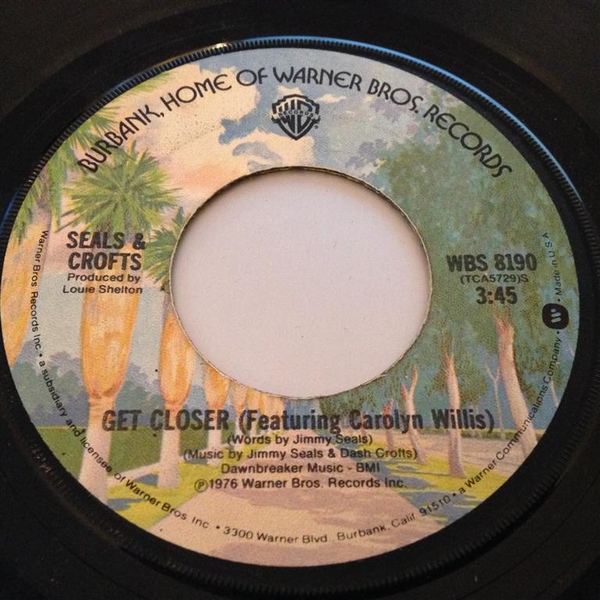 BURBANK, HOME OF WARNER BROS. RECORDS
WB
RECORDS
SEALS &
CROFTS
Produced by
Louie Shelton
WBS 8190
(TCA5729)S
3:45
GET CLOSER (Featuring Carolyn Willis)
(Words by Jimmy Seals)
(Music by Jimmy Seals & Dash Crofts)
Dawnbreaker Music - BMI
℗1976 Warner Bros. Records Inc.
Warner Bros. Records Inc. • a subsidiary and licensee of Warner Bros. Inc. • 3300 Warner Blvd., Burbank, Calif. 91510 • a Warner Communications Company • Made in U.S.A.